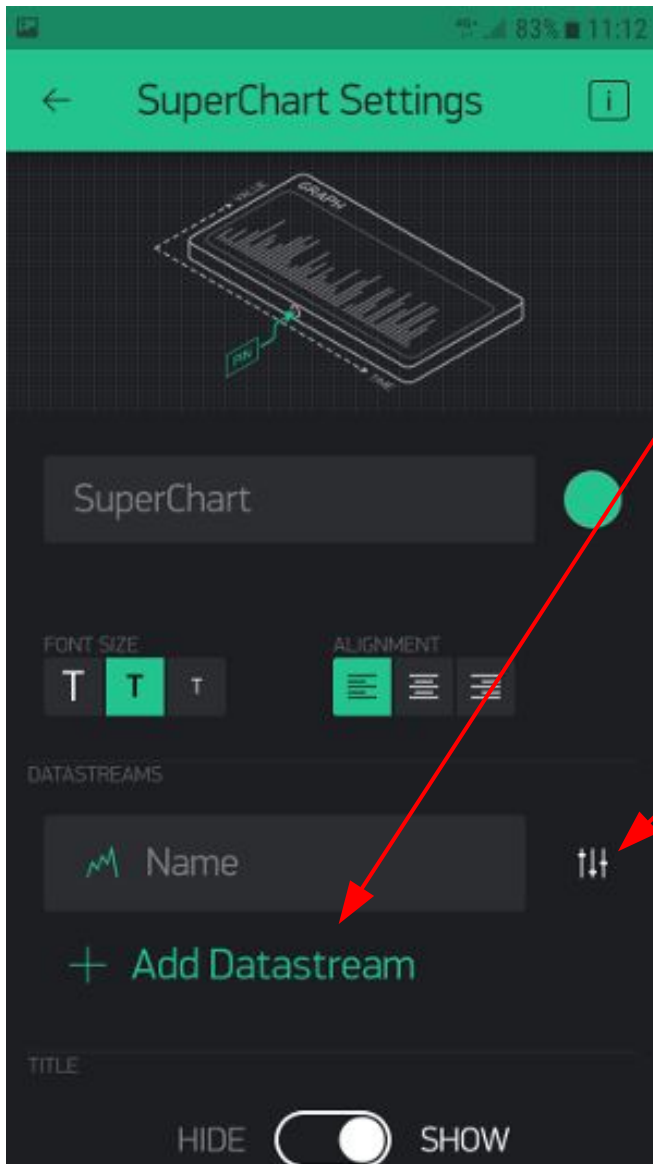 83% 11:12
SuperChart Settings
i
VALUE
GRAPH
PIN
TIME
SuperChart
FONT SIZE
ALIGNMENT
T T T
DATASTREAMS
Name
+ Add Datastream
TITLE
HIDE SHOW